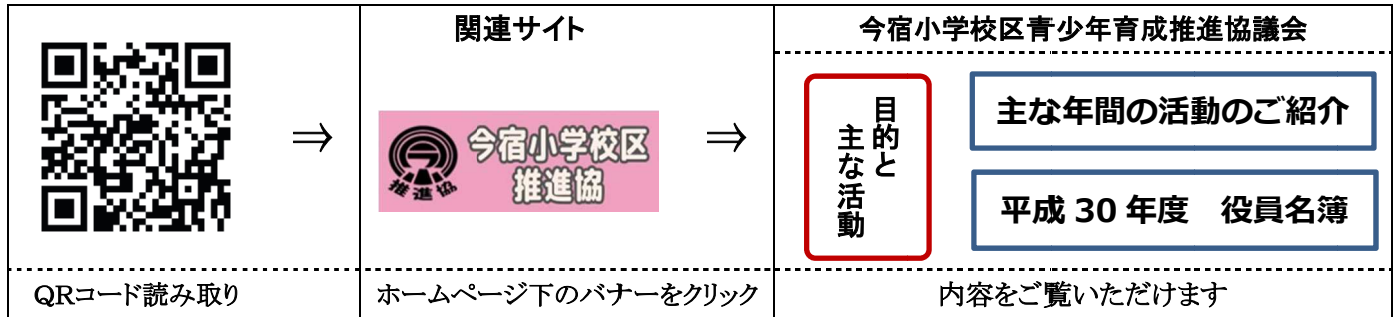 関連サイト
今宿小学校区青少年育成推進協議会
⇒
今宿小学校区
推進協
推進協
⇒
目的と
主な活動
主な年間の活動のご紹介
平成 30 年度　役員名簿
QRコード読み取り
ホームページ下のバナーをクリック
内容をご覧いただけます